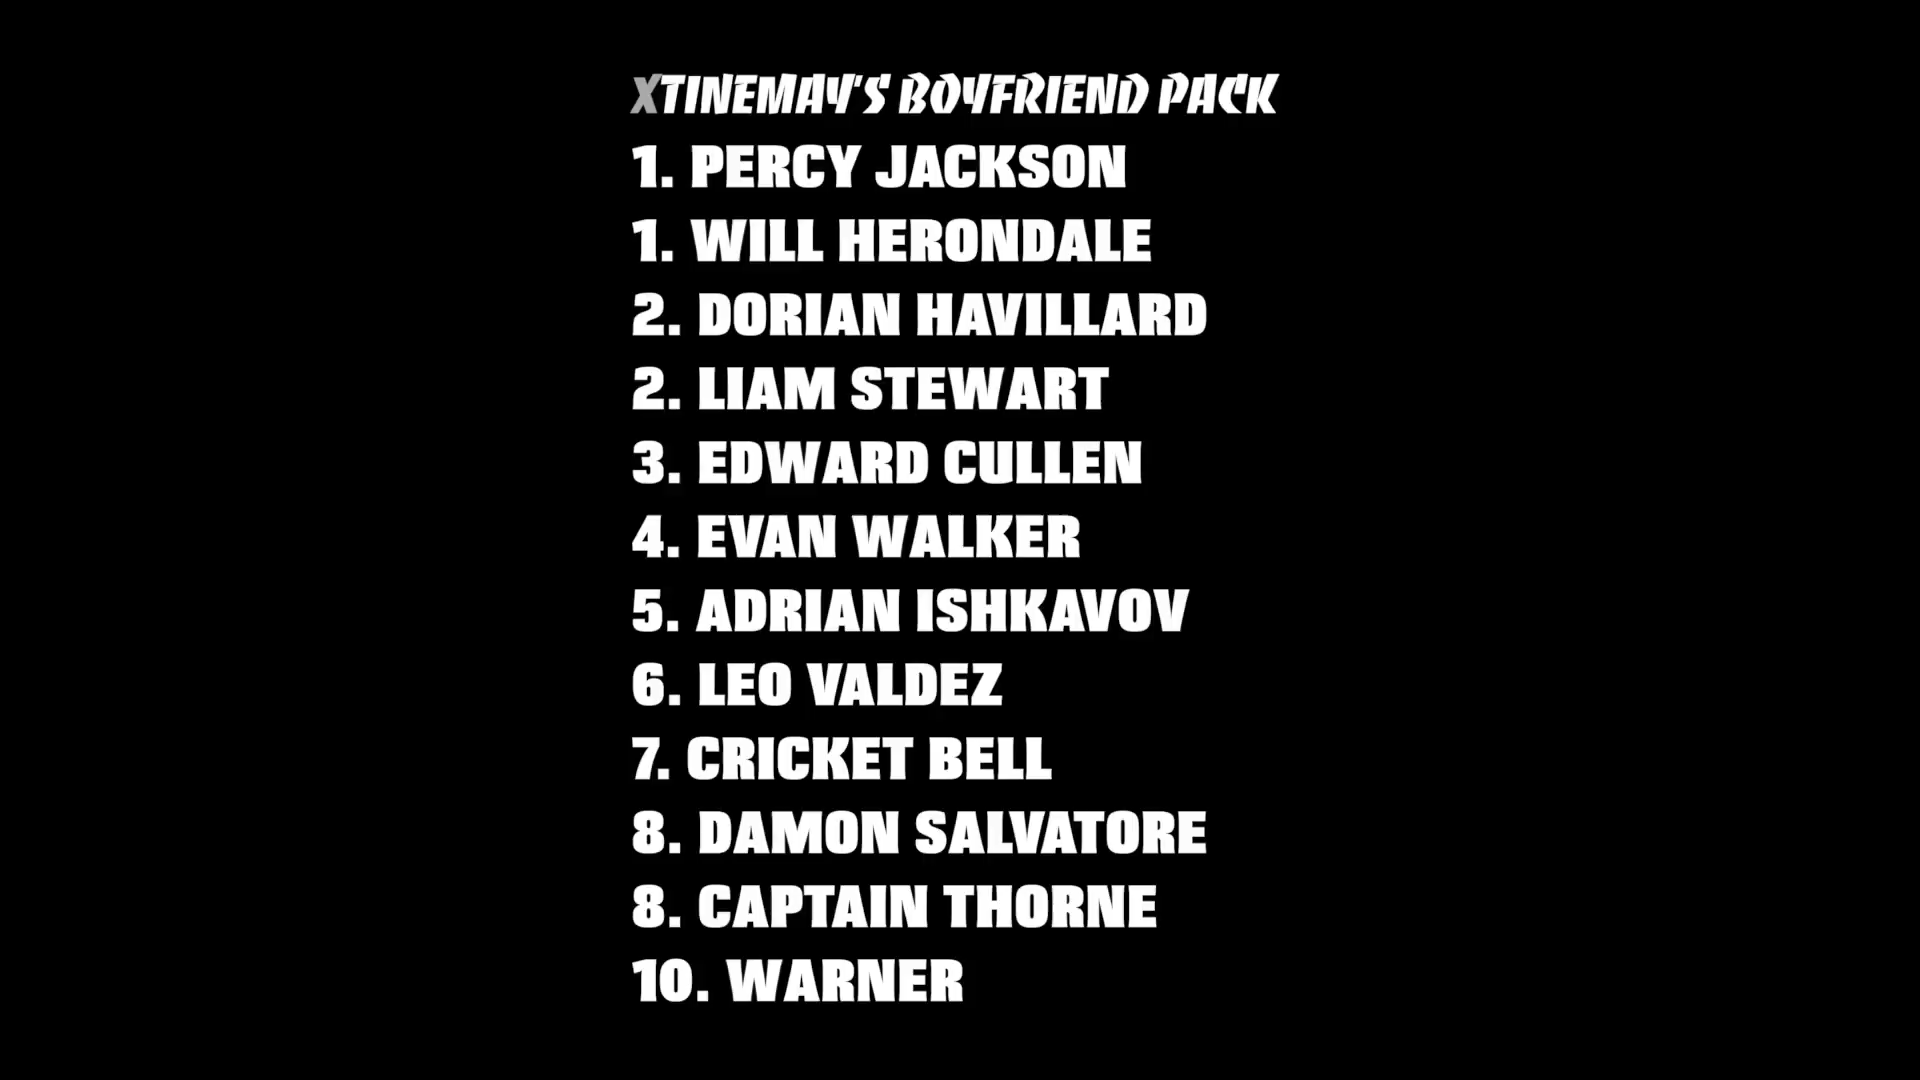 XTINEMAY'S BOYFRIEND PACK
1. PERCY JACKSON
1. WILL HERONDALE
2. DORIAN HAVILLARD
2. LIAM STEWART
3. EDWARD CULLEN
4. EVAN WALKER
5. ADRIAN ISHKAVOV
6. LEO VALDEZ
7. CRICKET BELL
8. DAMON SALVATORE
8. CAPTAIN THORNE
10. WARNER